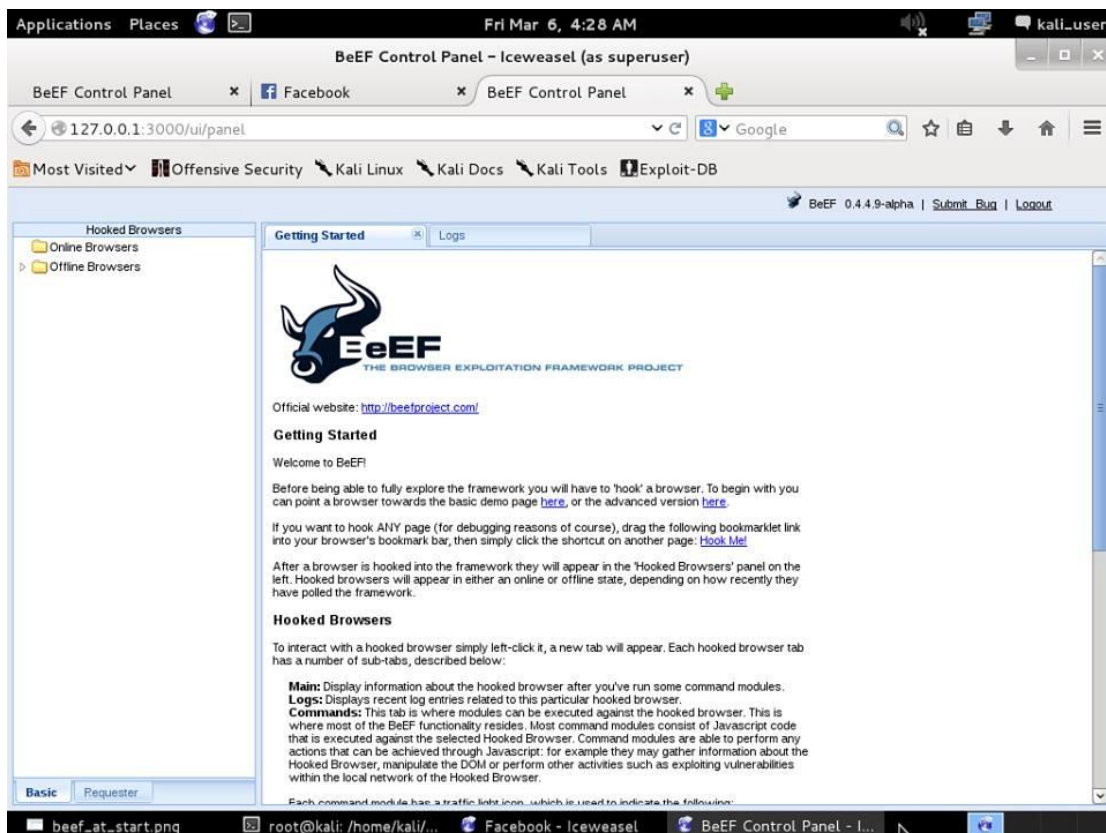 Applications Places Fri Mar 6, 4:28 AM kali_user
BeEF Control Panel - Iceweasel (as superuser)
BeEF Control Panel Facebook BeEF Control Panel
127.0.0.1:3000/ui/panel Google
Most Visited Offensive Security Kali Linux Kali Docs Kali Tools Exploit-DB
BeEF 0.4.4.9-alpha | Submit Bug | Logout
Hooked Browsers
Online Browsers
Offline Browsers
Getting Started Logs
BeEF
THE BROWSER EXPLOITATION FRAMEWORK PROJECT
Official website: http://beefproject.com/
Getting Started
Welcome to BeEF!
Before being able to fully explore the framework you will have to 'hook' a browser. To begin with you
can point a browser towards the basic demo page here, or the advanced version here.
If you want to hook ANY page (for debugging reasons of course), drag the following bookmarklet link
into your browser's bookmark bar, then simply click the shortcut on another page: Hook Me!
After a browser is hooked into the framework they will appear in the 'Hooked Browsers' panel on the
left. Hooked browsers will appear in either an online or offline state, depending on how recently they
have polled the framework.
Hooked Browsers
To interact with a hooked browser simply left-click it, a new tab will appear. Each hooked browser tab
has a number of sub-tabs, described below:
Main: Display information about the hooked browser after you've run some command modules.
Logs: Displays recent log entries related to this particular hooked browser.
Commands: This tab is where modules can be executed against the hooked browser. This is
where most of the BeEF functionality resides. Most command modules consist of Javascript code
that is executed against the selected Hooked Browser. Command modules are able to perform any
actions that can be achieved through Javascript: for example they may gather information about the
Hooked Browser, manipulate the DOM or perform other activities such as exploiting vulnerabilities
within the local network of the Hooked Browser.
Each command module has a traffic light icon, which is used to indicate the following:
Basic Requester
beef_at_start.png root@kali: /home/kali/... Facebook - Iceweasel BeEF Control Panel - I...